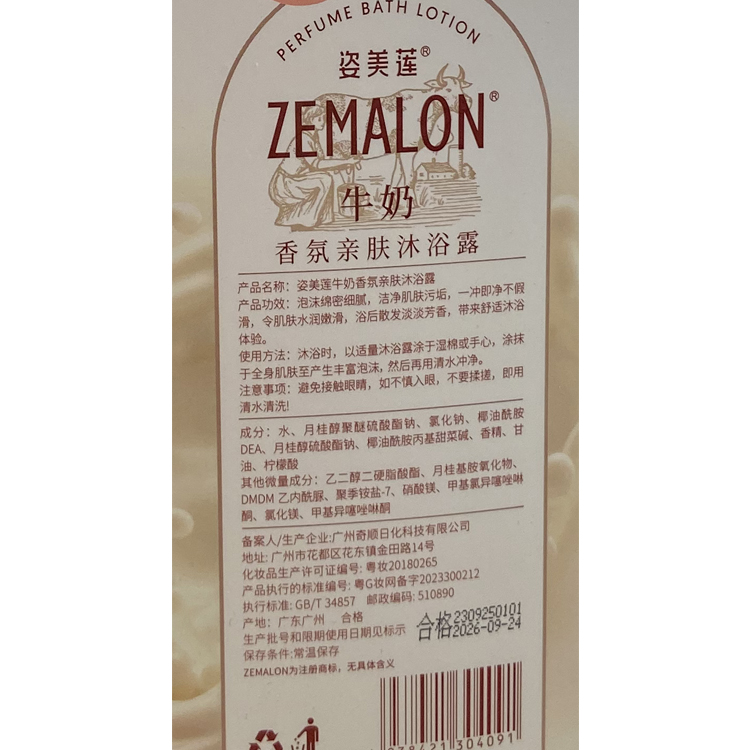 PERFUME BATH LOTION
姿美莲®
ZEMALON®
牛奶
香氛亲肤沐浴露
产品名称：姿美莲牛奶香氛亲肤沐浴露
产品功效：泡沫绵密细腻，洁净肌肤污垢，一冲即净不假
滑，令肌肤水润嫩滑，浴后散发淡淡芳香，带来舒适沐浴
体验。
使用方法：沐浴时，以适量沐浴露涂于湿棉或手心，涂抹
于全身肌肤至产生丰富泡沫，然后再用清水冲净。
注意事项：避免接触眼睛，如不慎入眼，不要揉搓，即用
清水清洗!
成分：水、月桂醇聚醚硫酸酯钠、氯化钠、椰油酰胺
DEA、月桂醇硫酸酯钠、椰油酰胺丙基甜菜碱、香精、甘
油、柠檬酸
其他微量成分：乙二醇二硬脂酸酯、月桂基胺氧化物、
DMDM 乙内酰脲、聚季铵盐-7、硝酸镁、甲基氯异噻唑啉
酮、氯化镁、甲基异噻唑啉酮
备案人/生产企业:广州奇顺日化科技有限公司
地址: 广州市花都区花东镇金田路14号
化妆品生产许可证编号: 粤妆20180265
产品执行的标准编号: 粤G妆网备字2023300212
执行标准: GB/T 34857 邮政编码: 510890
产地：广东广州 合格
生产批号和限期使用日期见标示
合格2309250101
2026-09-24
保存条件:常温保存
ZEMALON为注册商标，无具体含义
78421 304091